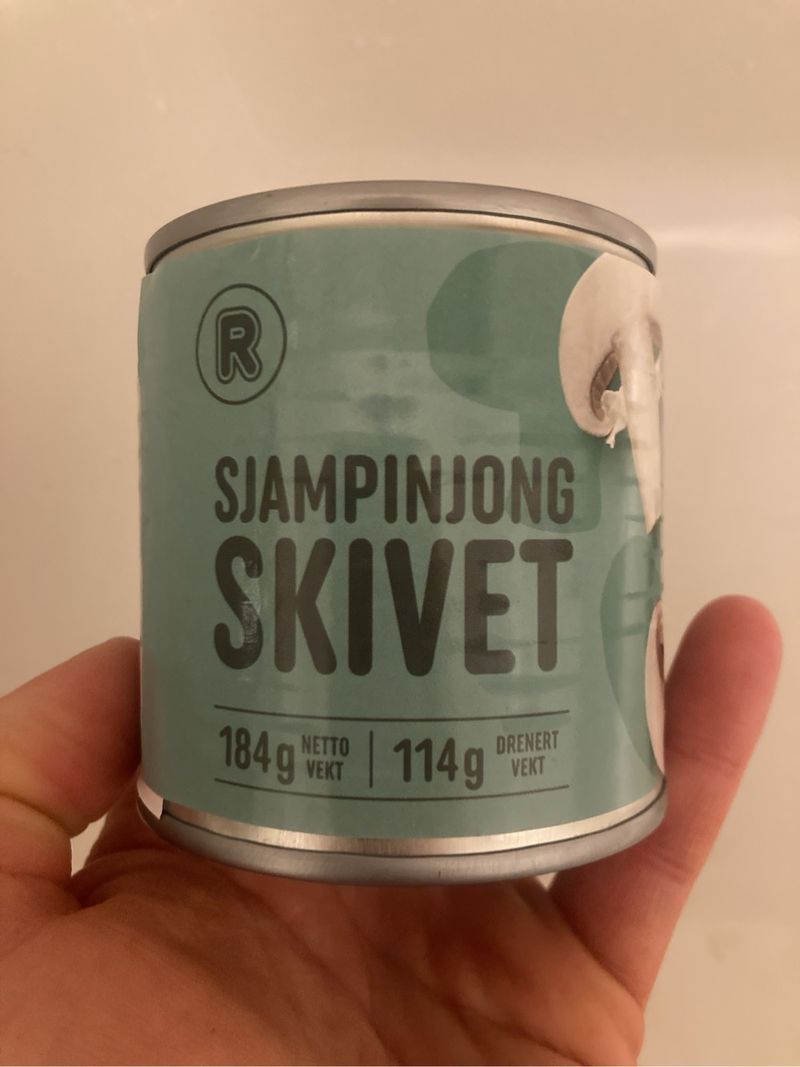 R
SJAMPINJONG
SKIVET
184g NETTO VEKT | 114g DRENERT VEKT